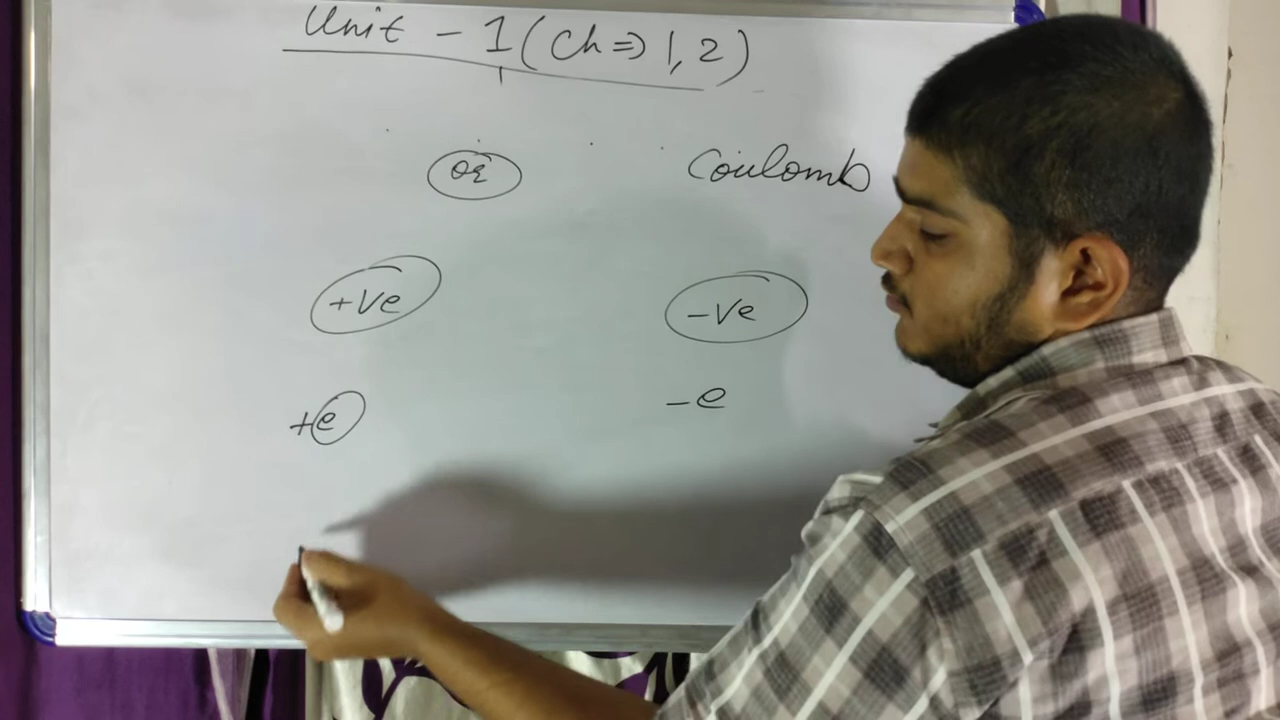 Unit - 1 (Ch => 1, 2)
Coulomb
+ve -ve
+e -e